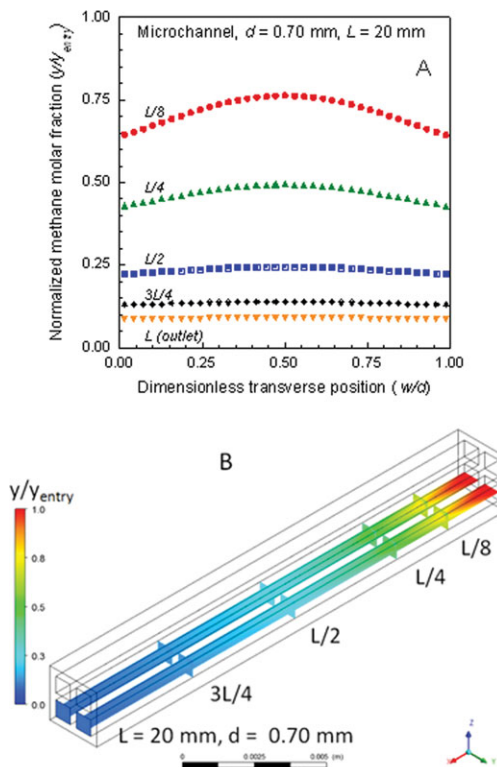 Microchannel, d = 0.70 mm, L = 20 mm
A
Normalized methane molar fraction (y/y entry)
1.00
0.75
0.50
0.25
0.00
L/8
L/4
L/2
3L/4
L (outlet)
0.00 0.25 0.50 0.75 1.00
Dimensionless transverse position ( w/d)
B
y/y entry
1.0
0.8
0.5
0.3
0.0
L/8
L/4
L/2
3L/4
L = 20 mm, d = 0.70 mm
0 0.0025 0.005 (m)
Z
X
Y